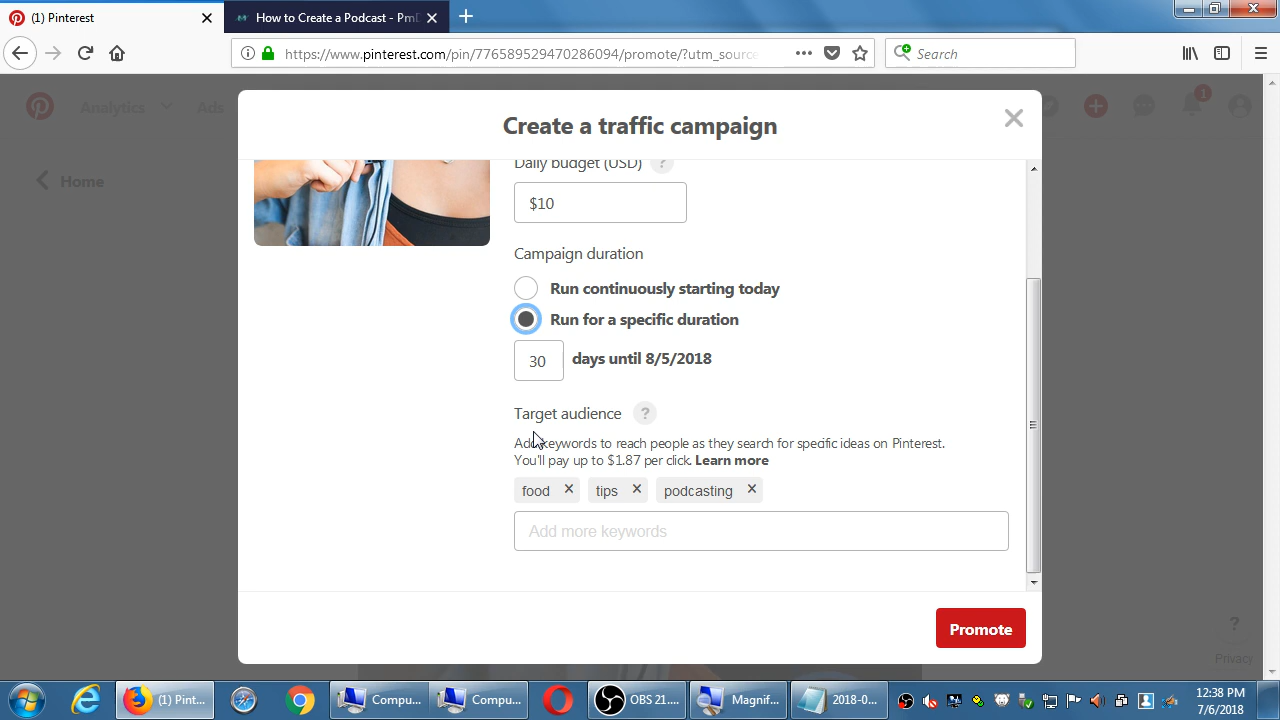 (1) Pinterest
How to Create a Podcast - PmD
https://www.pinterest.com/pin/776589529470286094/promote/?utm_source
Search
Analytics
Ads
1
Home
Create a traffic campaign
Daily budget (USD) ?
$10
Campaign duration
Run continuously starting today
Run for a specific duration
30 days until 8/5/2018
Target audience ?
Add keywords to reach people as they search for specific ideas on Pinterest.
You'll pay up to $1.87 per click. Learn more
food × tips × podcasting ×
Add more keywords
Promote
?
Privacy
(1) Pint...
Compu...
Compu...
OBS 21....
Magnif...
2018-0...
12:38 PM
7/6/2018